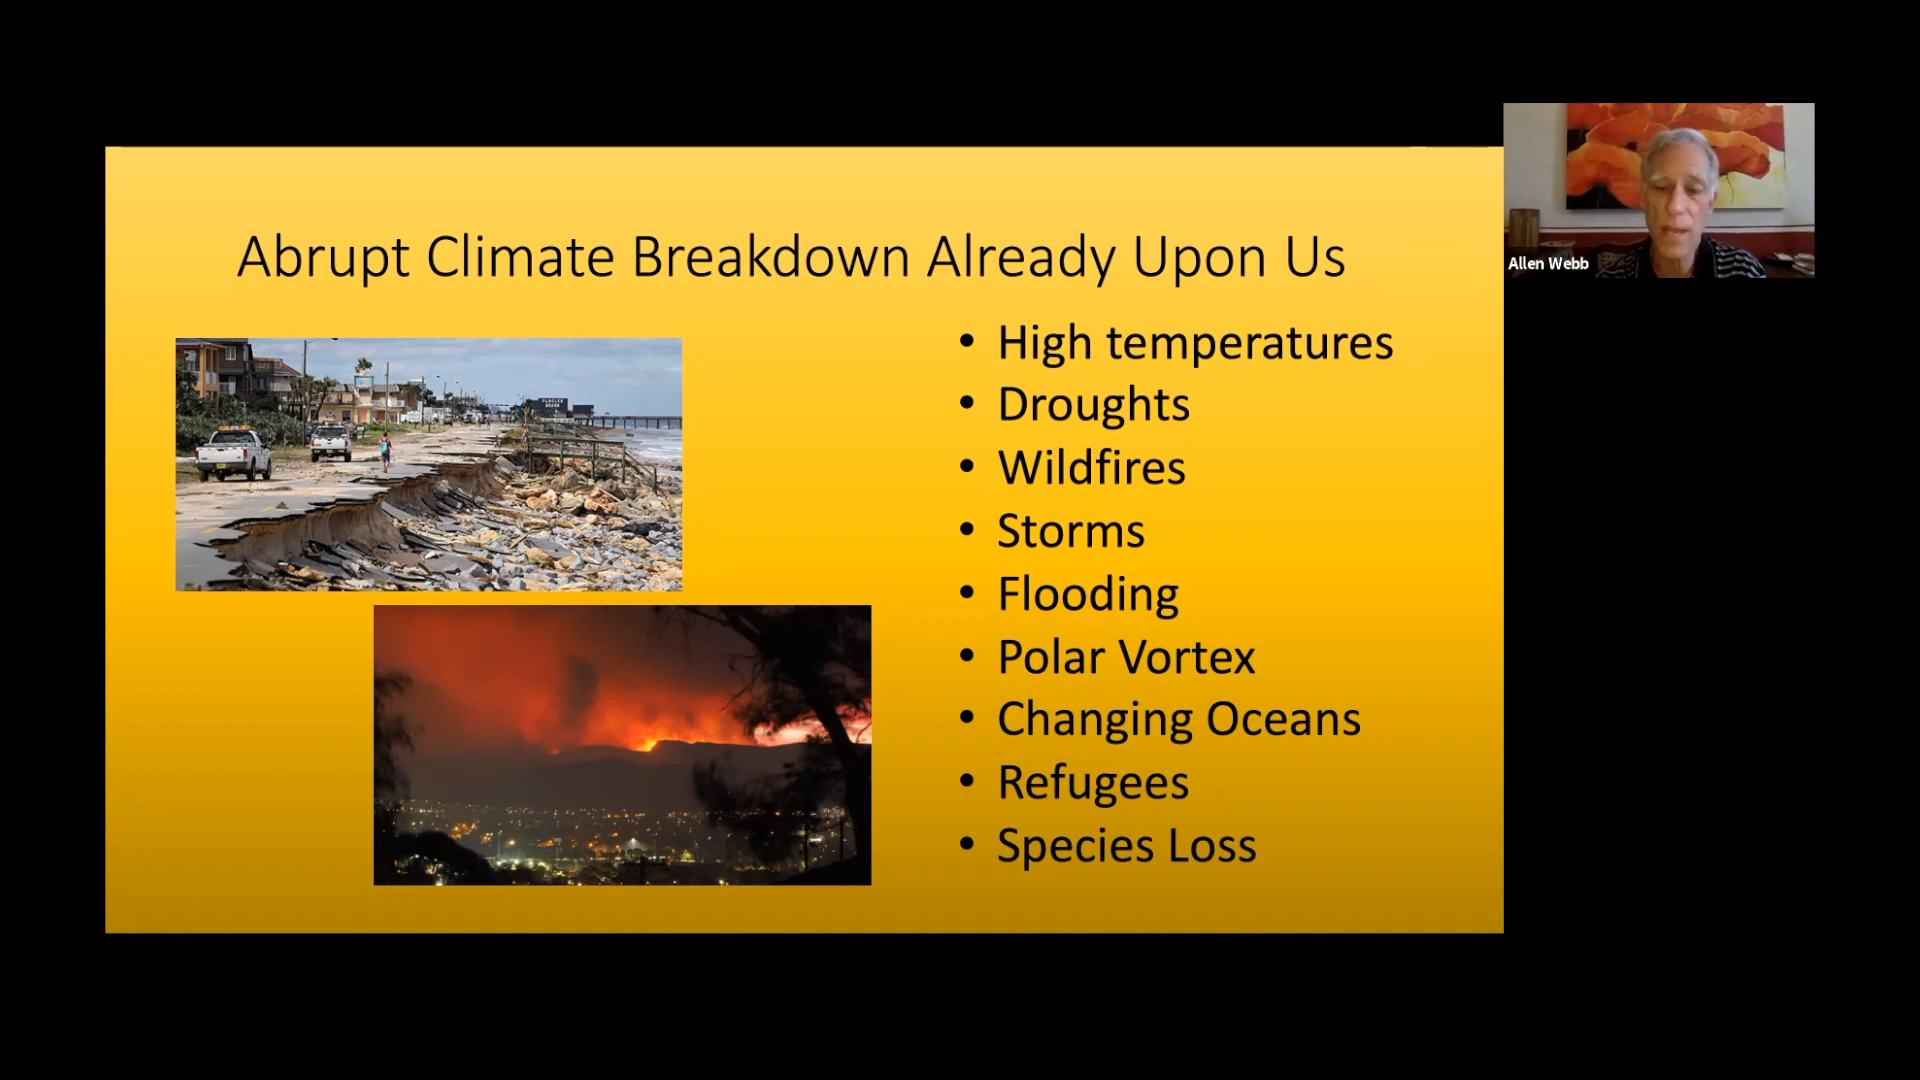 Abrupt Climate Breakdown Already Upon Us
• High temperatures
• Droughts
• Wildfires
• Storms
• Flooding
• Polar Vortex
• Changing Oceans
• Refugees
• Species Loss
Allen Webb